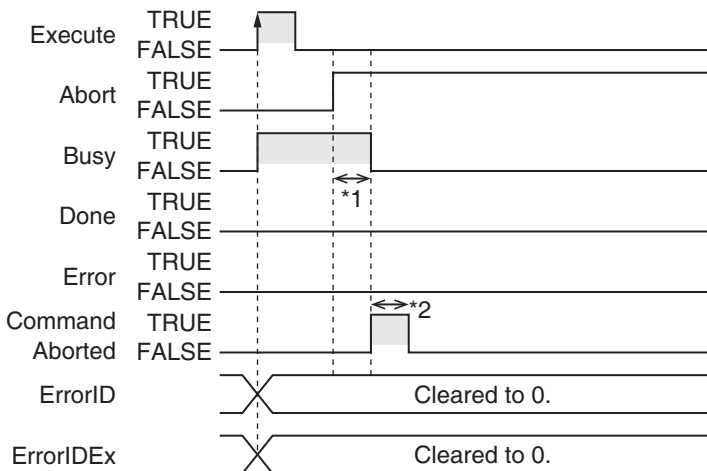 Execute TRUE
FALSE
Abort TRUE
FALSE
Busy TRUE
FALSE
*1
Done TRUE
FALSE
Error TRUE
FALSE
*2
Command TRUE
Aborted FALSE
ErrorID Cleared to 0.
ErrorIDEx Cleared to 0.